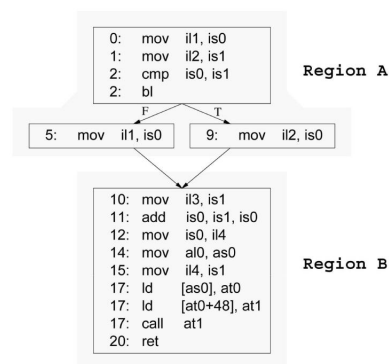 0: mov il1, is0
1: mov il2, is1
2: cmp is0, is1
2: bl
Region A
F T
5: mov il1, is0
9: mov il2, is0
10: mov il3, is1
11: add is0, is1, is0
12: mov is0, il4
14: mov al0, as0
15: mov il4, is1
17: ld [as0], at0
17: ld [at0+48], at1
17: call at1
20: ret
Region B